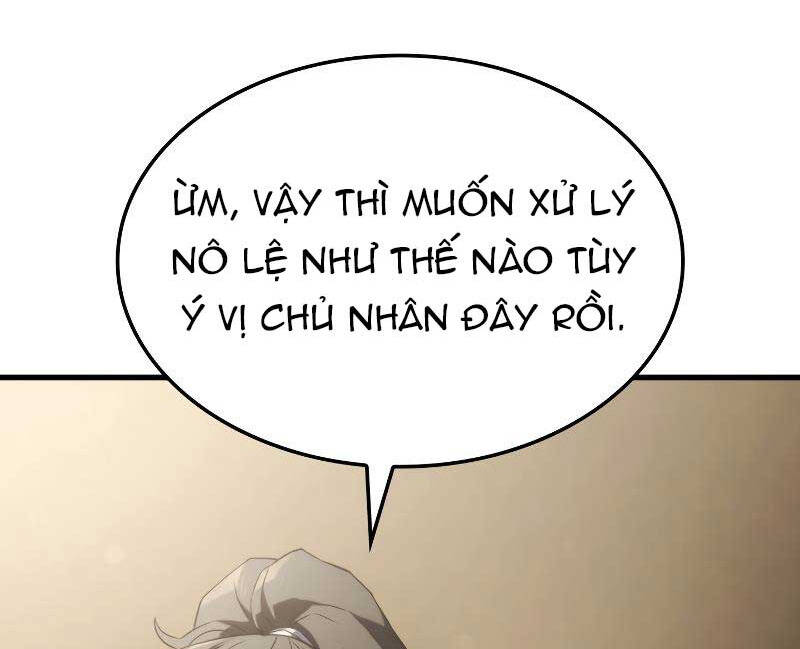 ỪM, VẬY THÌ MUỐN XỬ LÝ
NÔ LỆ NHƯ THẾ NÀO TÙY
Ý VỊ CHỦ NHÂN ĐÂY RỒI.